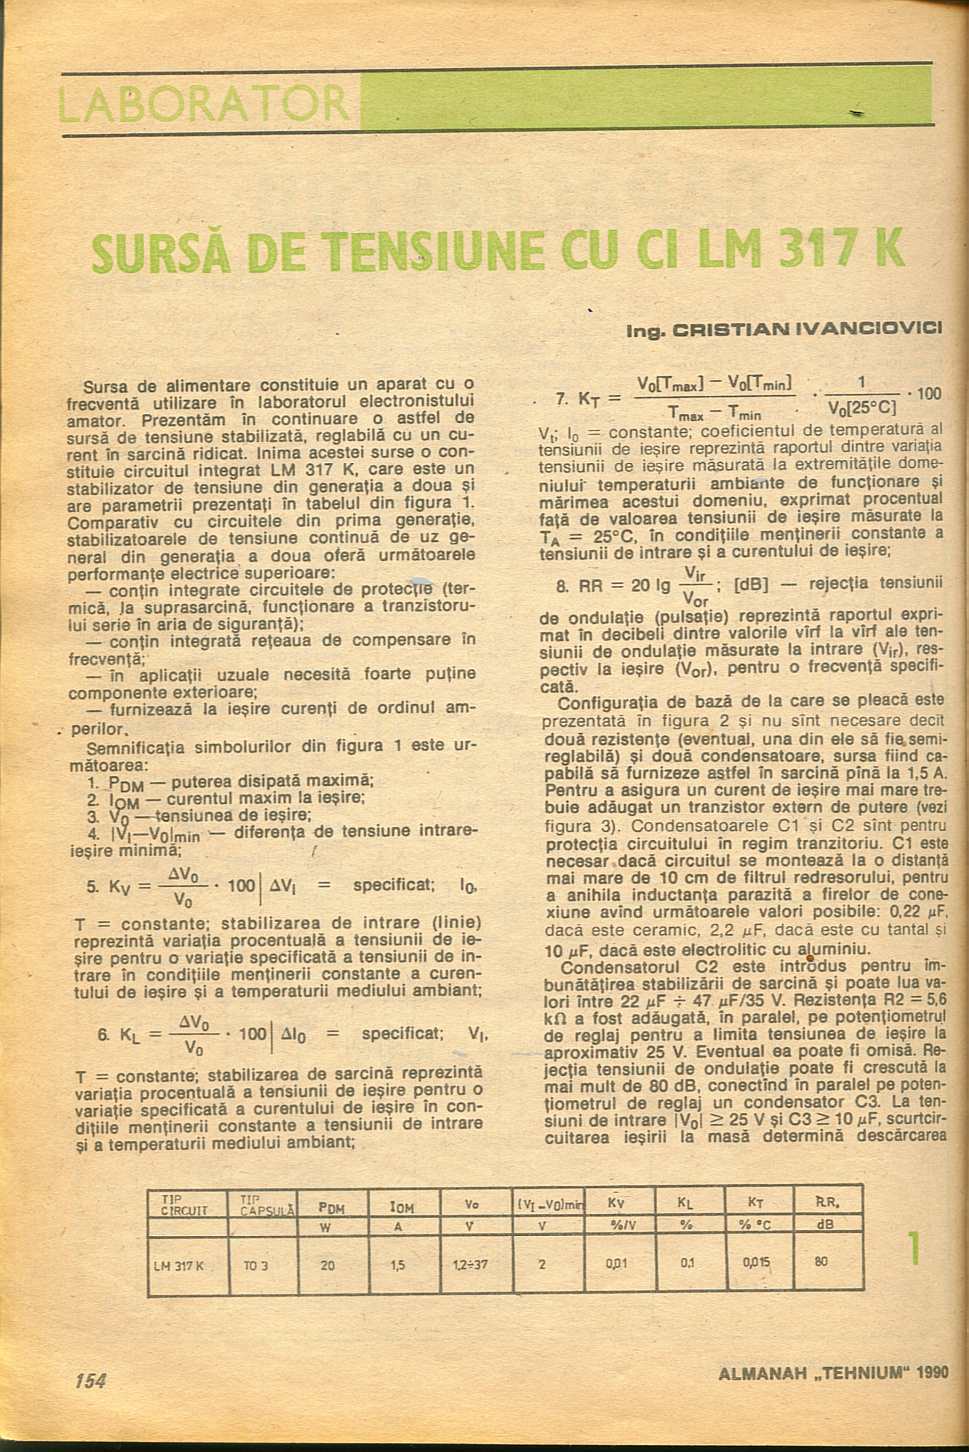 LABORATOR
SURSĂ DE TENSIUNE CU CI LM 317 K
Ing. CRISTIAN IVANCIOVICI
Sursa de alimentare constituie un aparat cu o
frecventă utilizare în laboratorul electronistului
amator. Prezentăm în continuare o astfel de
sursă de tensiune stabilizată, reglabilă cu un cu-
rent în sarcină ridicat. Inima acestei surse o con-
stituie circuitul integrat LM 317 K, care este un
stabilizator de tensiune din generația a doua și
are parametrii prezentați în tabelul din figura 1.
Comparativ cu circuitele din prima generație,
stabilizatoarele de tensiune continuă de uz ge-
neral din generația a doua oferă următoarele
performanțe electrice superioare:
— conțin integrate circuitele de protecție (ter-
mică, la suprasarcină, funcționare a tranzistoru-
lui serie în aria de siguranță);
— conțin integrată rețeaua de compensare în
frecvență;
— în aplicații uzuale necesită foarte puține
componente exterioare;
— furnizează la ieșire curenți de ordinul am-
perilor.
Semnificația simbolurilor din figura 1 este ur-
mătoarea:
1. PDM — puterea disipată maximă;
2. IOM — curentul maxim la ieșire;
3. V0 — tensiunea de ieșire;
4. |VI—V0|min — diferența de tensiune intrare-
ieșire minimă;
5. KV = ΔV0 / V0 · 100 | ΔVI = specificat; I0,
T = constante; stabilizarea de intrare (linie)
reprezintă variația procentuală a tensiunii de ie-
șire pentru o variație specificată a tensiunii de in-
trare în condițiile menținerii constante a curen-
tului de ieșire și a temperaturii mediului ambiant;
6. KL = ΔV0 / V0 · 100 | ΔI0 = specificat; VI,
T = constante; stabilizarea de sarcină reprezintă
variația procentuală a tensiunii de ieșire pentru o
variație specificată a curentului de ieșire în con-
dițiile menținerii constante a tensiunii de intrare
și a temperaturii mediului ambiant;
7. KT = V0[Tmax] — V0[Tmin] / Tmax — Tmin · 1 / V0[25°C] · 100
VI; I0 = constante; coeficientul de temperatură al
tensiunii de ieșire reprezintă raportul dintre variația
tensiunii de ieșire măsurată la extremitățile dome-
niului temperaturii ambiante de funcționare și
mărimea acestui domeniu, exprimat procentual
față de valoarea tensiunii de ieșire măsurate la
TA = 25°C, în condițiile menținerii constante a
tensiunii de intrare și a curentului de ieșire;
8. RR = 20 lg Vir / Vor ; [dB] — rejecția tensiunii
de ondulație (pulsație) reprezintă raportul expri-
mat în decibeli dintre valorile vîrf la vîrf ale ten-
siunii de ondulație măsurate la intrare (Vir), res-
pectiv la ieșire (Vor), pentru o frecvență specifi-
cată.
Configurația de bază de la care se pleacă este
prezentată în figura 2 și nu sînt necesare decît
două rezistențe (eventual, una din ele să fie semi-
reglabilă) și două condensatoare, sursa fiind ca-
pabilă să furnizeze astfel în sarcină pînă la 1,5 A.
Pentru a asigura un curent de ieșire mai mare tre-
buie adăugat un tranzistor extern de putere (vezi
figura 3). Condensatoarele C1 și C2 sînt pentru
protecția circuitului în regim tranzitoriu. C1 este
necesar dacă circuitul se montează la o distanță
mai mare de 10 cm de filtrul redresorului, pentru
a anihila inductanța parazită a firelor de cone-
xiune avînd următoarele valori posibile: 0,22 μF,
dacă este ceramic, 2,2 μF, dacă este cu tantal și
10 μF, dacă este electrolitic cu aluminiu.
Condensatorul C2 este introdus pentru îm-
bunătățirea stabilizării de sarcină și poate lua va-
lori între 22 μF ÷ 47 μF/35 V. Rezistența R2 = 5,6
kΩ a fost adăugată, în paralel, pe potențiometrul
de reglaj pentru a limita tensiunea de ieșire la
aproximativ 25 V. Eventual ea poate fi omisă. Re-
jecția tensiunii de ondulație poate fi crescută la
mai mult de 80 dB, conectînd în paralel pe poten-
țiometrul de reglaj un condensator C3. La ten-
siuni de intrare |V0| ≥ 25 V și C3 ≥ 10 μF, scurtcir-
cuitarea ieșirii la masă determină descărcarea
TIP CIRCUIT TIP CAPSULĂ PDM IOM Vo (VI-VO)min KV KL KT R.R.
W A V V %/V % % °C dB
LM 317 K TO 3 20 1,5 1,2÷37 2 0,01 0,1 0,015 80
1
154
ALMANAH „TEHNIUM" 1990